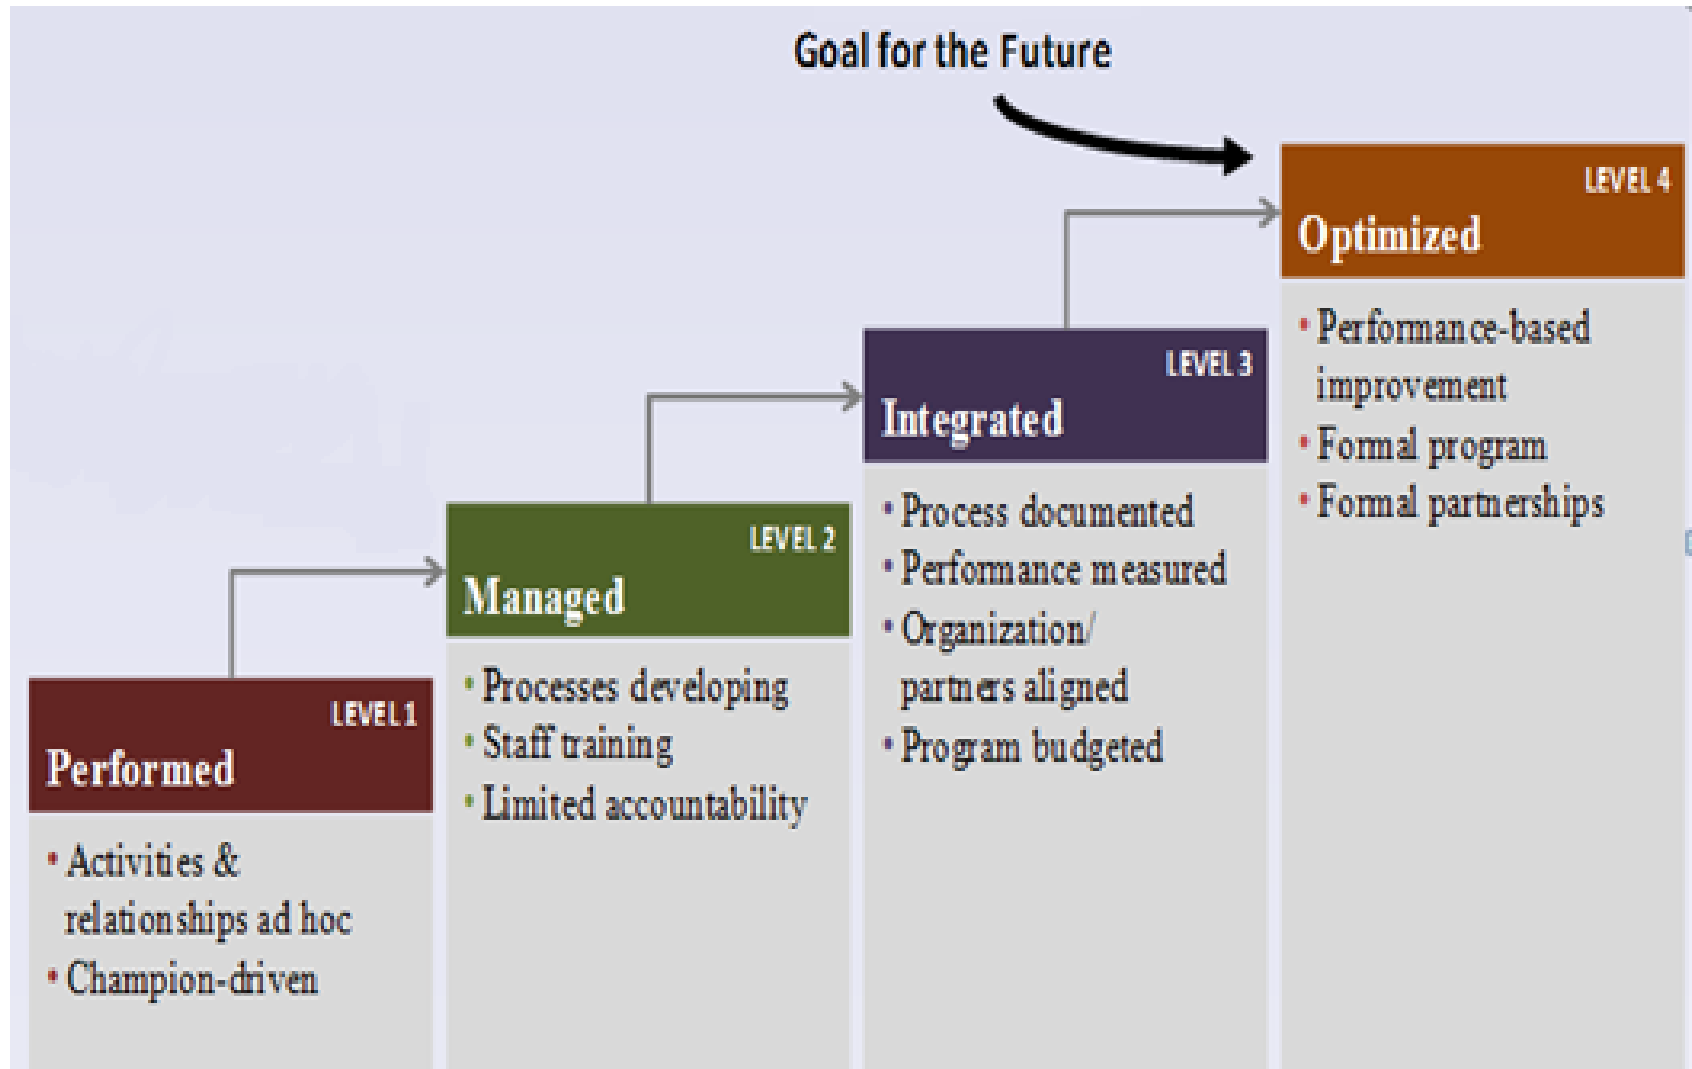 Goal for the Future
LEVEL 1
Performed
• Activities &
relationships ad hoc
• Champion-driven
LEVEL 2
Managed
• Processes developing
• Staff training
• Limited accountability
LEVEL 3
Integrated
• Process documented
• Performance measured
• Organization/
partners aligned
• Program budgeted
LEVEL 4
Optimized
• Performance-based
improvement
• Formal program
• Formal partnerships